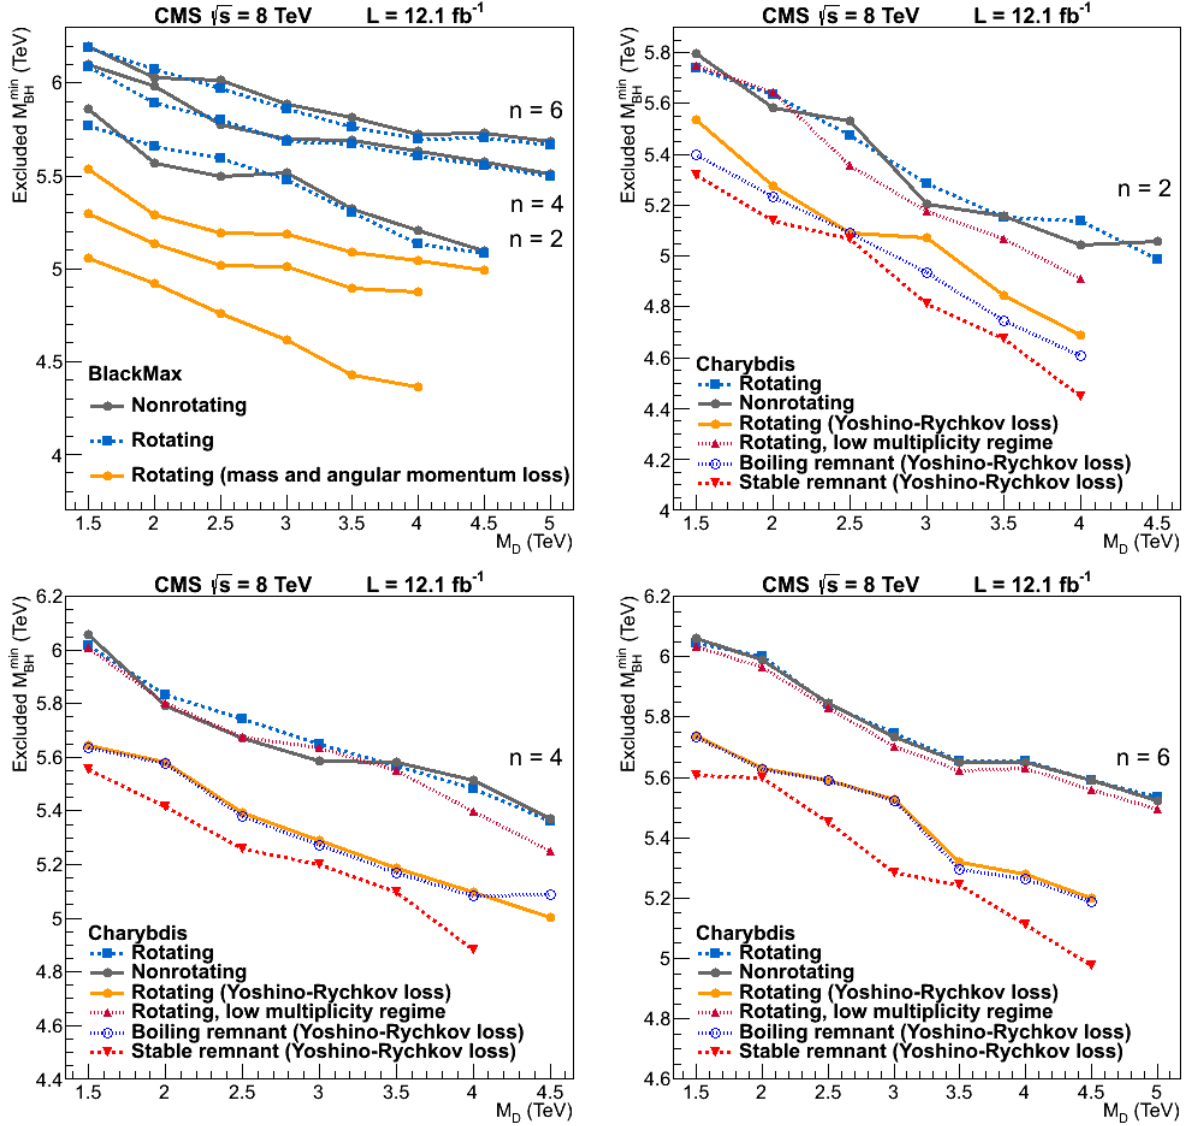 CMS √s = 8 TeV L = 12.1 fb⁻¹
Excluded M_BH^min (TeV)
6
5.5
5
4.5
4
n = 6
n = 4
n = 2
BlackMax
Nonrotating
Rotating
Rotating (mass and angular momentum loss)
1.5 2 2.5 3 3.5 4 4.5 5
M_D (TeV)
CMS √s = 8 TeV L = 12.1 fb⁻¹
Excluded M_BH^min (TeV)
5.8
5.6
5.4
5.2
5
4.8
4.6
4.4
4.2
4
n = 2
Charybdis
Rotating
Nonrotating
Rotating (Yoshino-Rychkov loss)
Rotating, low multiplicity regime
Boiling remnant (Yoshino-Rychkov loss)
Stable remnant (Yoshino-Rychkov loss)
1.5 2 2.5 3 3.5 4 4.5
M_D (TeV)
CMS √s = 8 TeV L = 12.1 fb⁻¹
Excluded M_BH^min (TeV)
6.2
6
5.8
5.6
5.4
5.2
5
4.8
4.6
4.4
n = 4
Charybdis
Rotating
Nonrotating
Rotating (Yoshino-Rychkov loss)
Rotating, low multiplicity regime
Boiling remnant (Yoshino-Rychkov loss)
Stable remnant (Yoshino-Rychkov loss)
1.5 2 2.5 3 3.5 4 4.5
M_D (TeV)
CMS √s = 8 TeV L = 12.1 fb⁻¹
Excluded M_BH^min (TeV)
6.2
6
5.8
5.6
5.4
5.2
5
4.8
4.6
n = 6
Charybdis
Rotating
Nonrotating
Rotating (Yoshino-Rychkov loss)
Rotating, low multiplicity regime
Boiling remnant (Yoshino-Rychkov loss)
Stable remnant (Yoshino-Rychkov loss)
1.5 2 2.5 3 3.5 4 4.5 5
M_D (TeV)